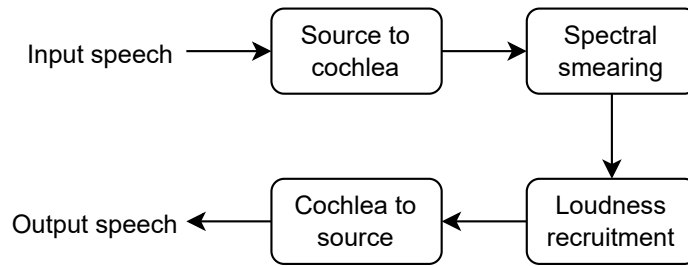 Input speech
Source to
cochlea
Spectral
smearing
Loudness
recruitment
Cochlea to
source
Output speech